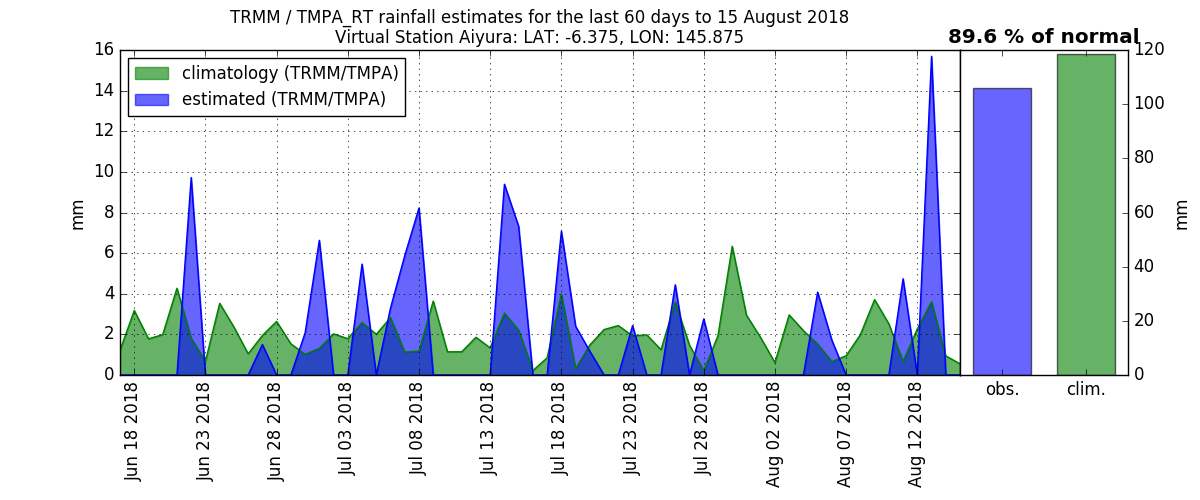 TRMM / TMPA_RT rainfall estimates for the last 60 days to 15 August 2018
Virtual Station Aiyura: LAT: -6.375, LON: 145.875
89.6 % of normal
climatology (TRMM/TMPA)
estimated (TRMM/TMPA)
mm
16
14
12
10
8
6
4
2
0
120
100
80
60
40
20
0
mm
Jun 18 2018
Jun 23 2018
Jun 28 2018
Jul 03 2018
Jul 08 2018
Jul 13 2018
Jul 18 2018
Jul 23 2018
Jul 28 2018
Aug 02 2018
Aug 07 2018
Aug 12 2018
obs.
clim.